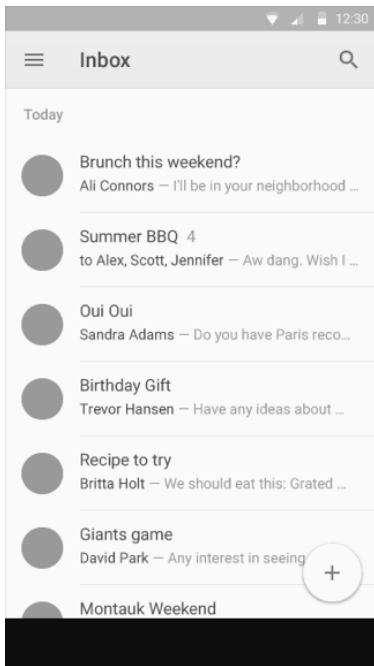 12:30
Inbox
Today
Brunch this weekend?
Ali Connors — I'll be in your neighborhood ...
Summer BBQ 4
to Alex, Scott, Jennifer — Aw dang. Wish I ...
Oui Oui
Sandra Adams — Do you have Paris reco...
Birthday Gift
Trevor Hansen — Have any ideas about ...
Recipe to try
Britta Holt — We should eat this: Grated ...
Giants game
David Park — Any interest in seeing
+
Montauk Weekend